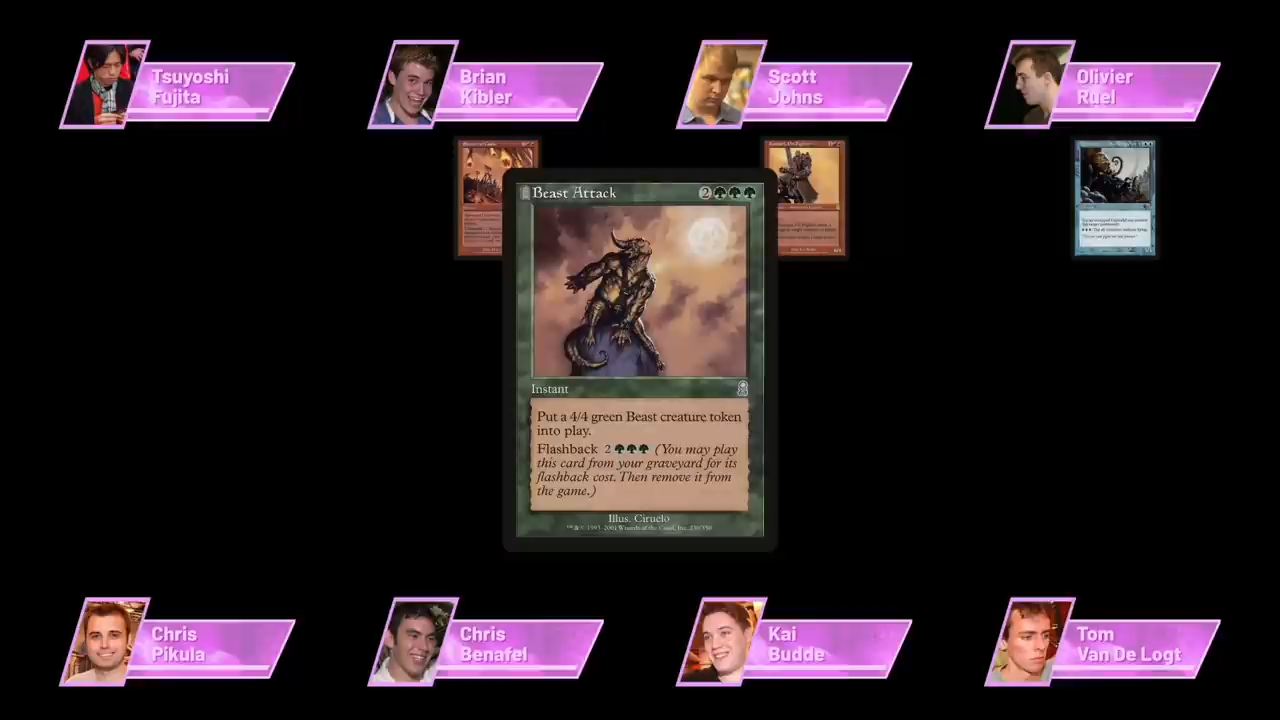 Tsuyoshi
Fujita
Brian
Kibler
Scott
Johns
Olivier
Ruel
Beast Attack
2
Instant
Put a 4/4 green Beast creature token
into play.
Flashback 2 (You may play
this card from your graveyard for its
flashback cost. Then remove it from
the game.)
Illus. Ciruelo
Chris
Pikula
Chris
Benafel
Kai
Budde
Tom
Van De Logt